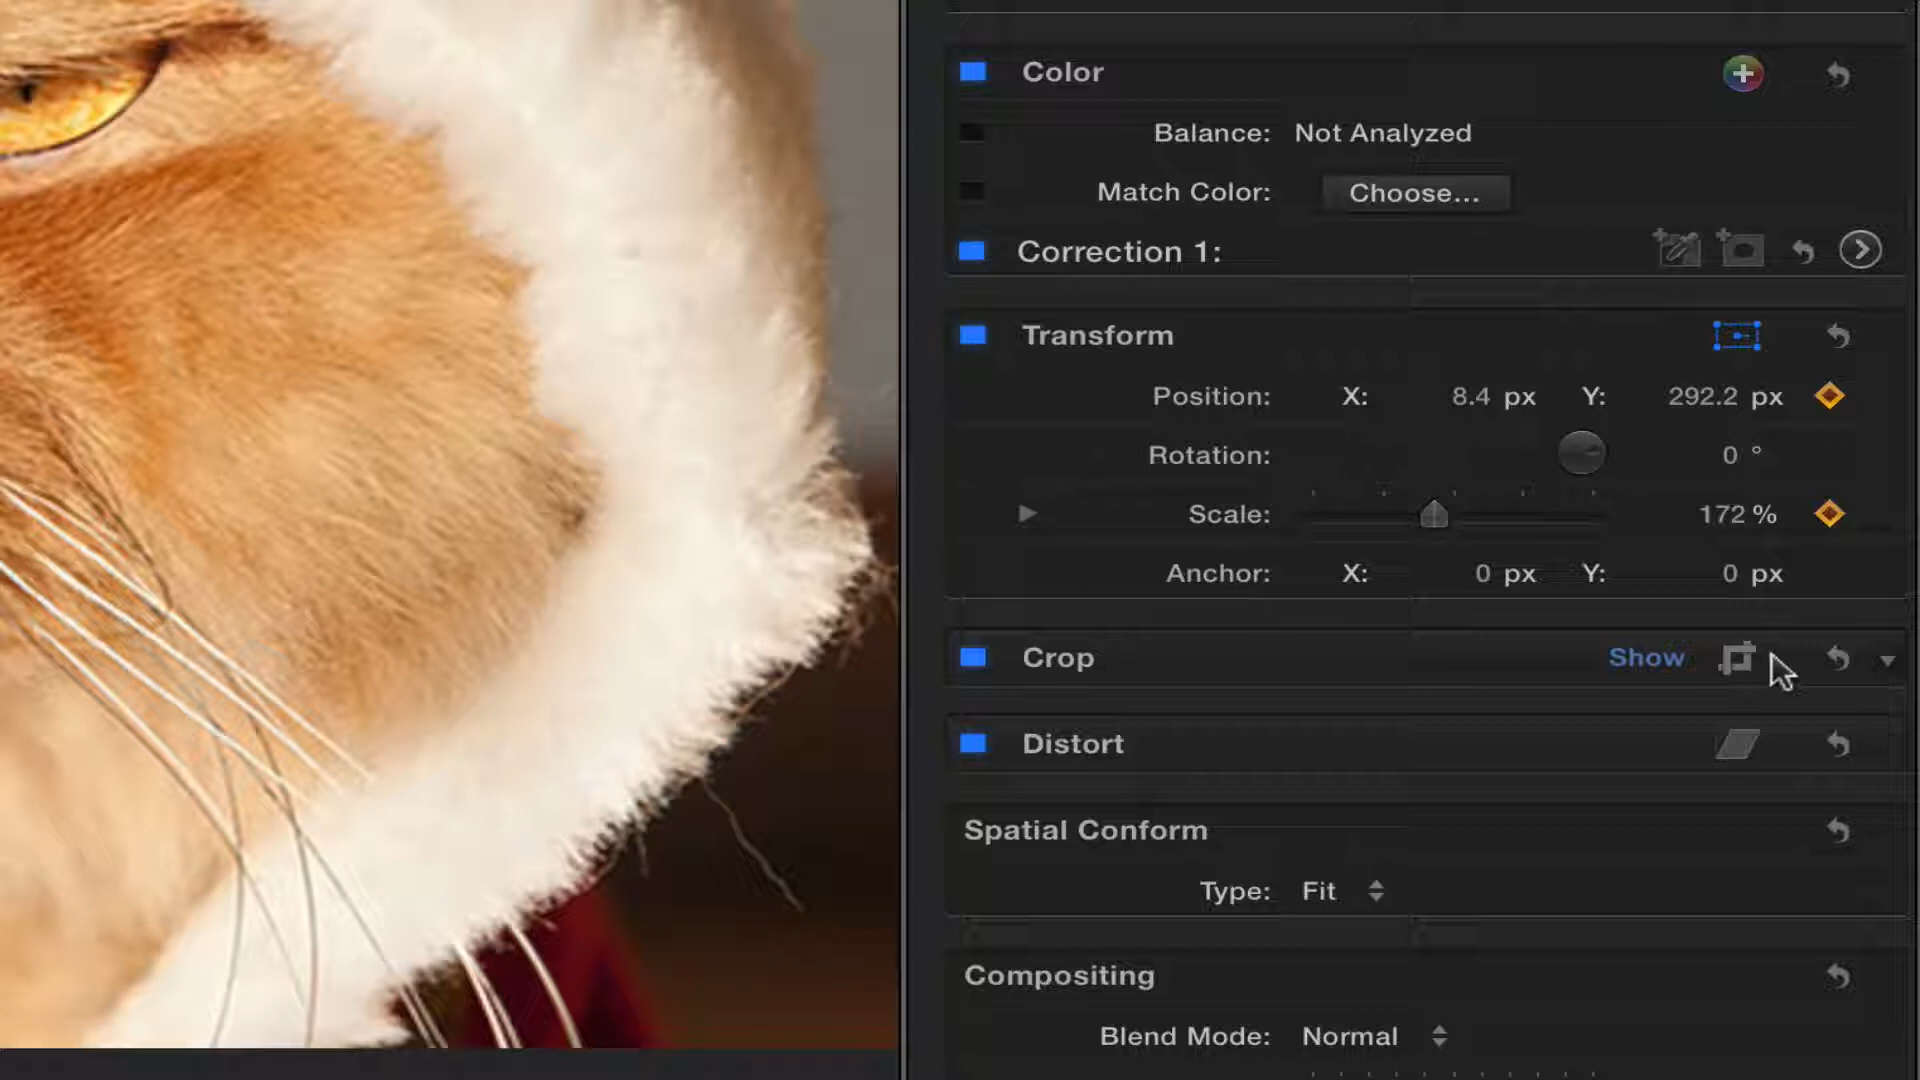 Color
Balance: Not Analyzed
Match Color: Choose...
Correction 1:
Transform
Position: X: 8.4 px Y: 292.2 px
Rotation: 0 °
Scale: 172 %
Anchor: X: 0 px Y: 0 px
Crop Show
Distort
Spatial Conform
Type: Fit
Compositing
Blend Mode: Normal